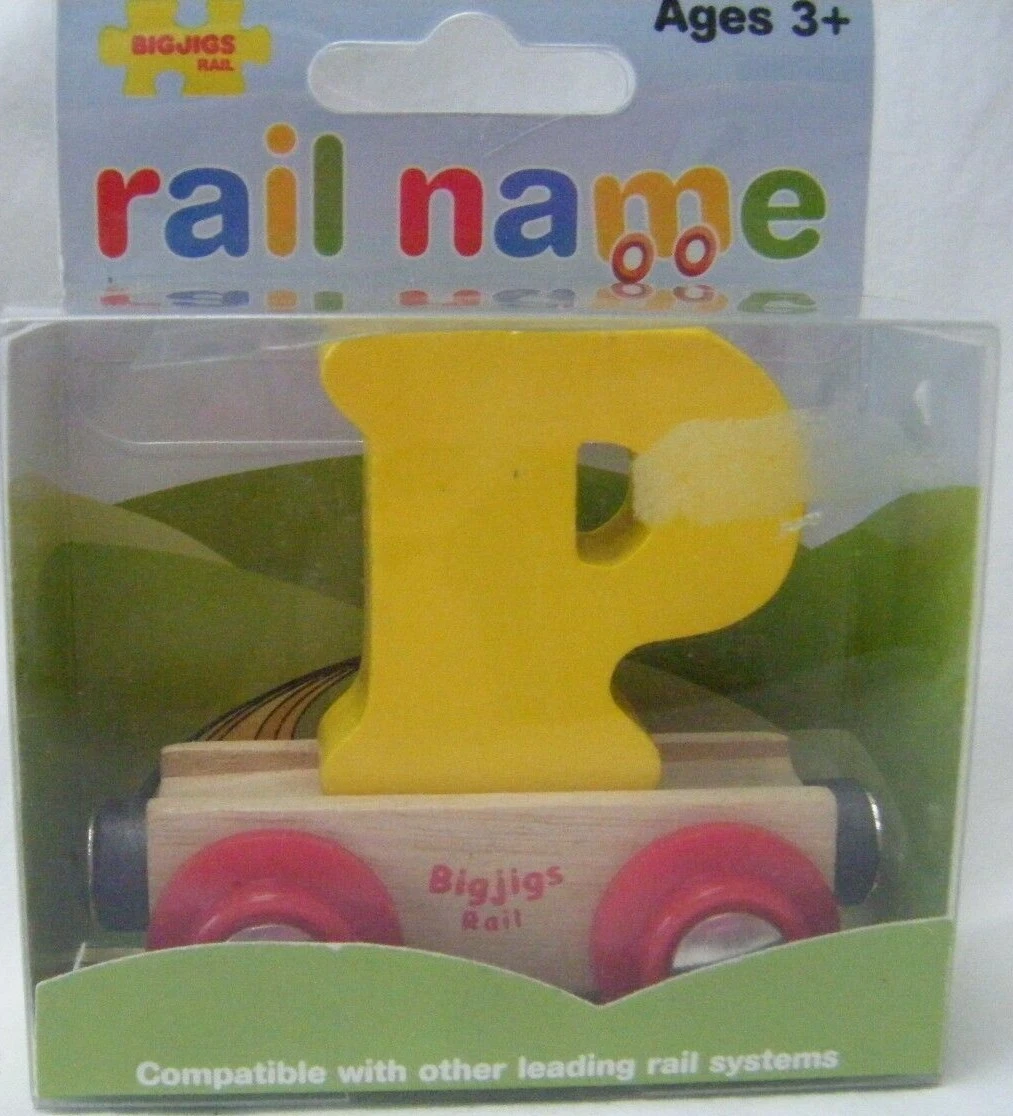 BIGJIGS
RAIL
Ages 3+
rail name
P
Bigjigs
Rail
Compatible with other leading rail systems